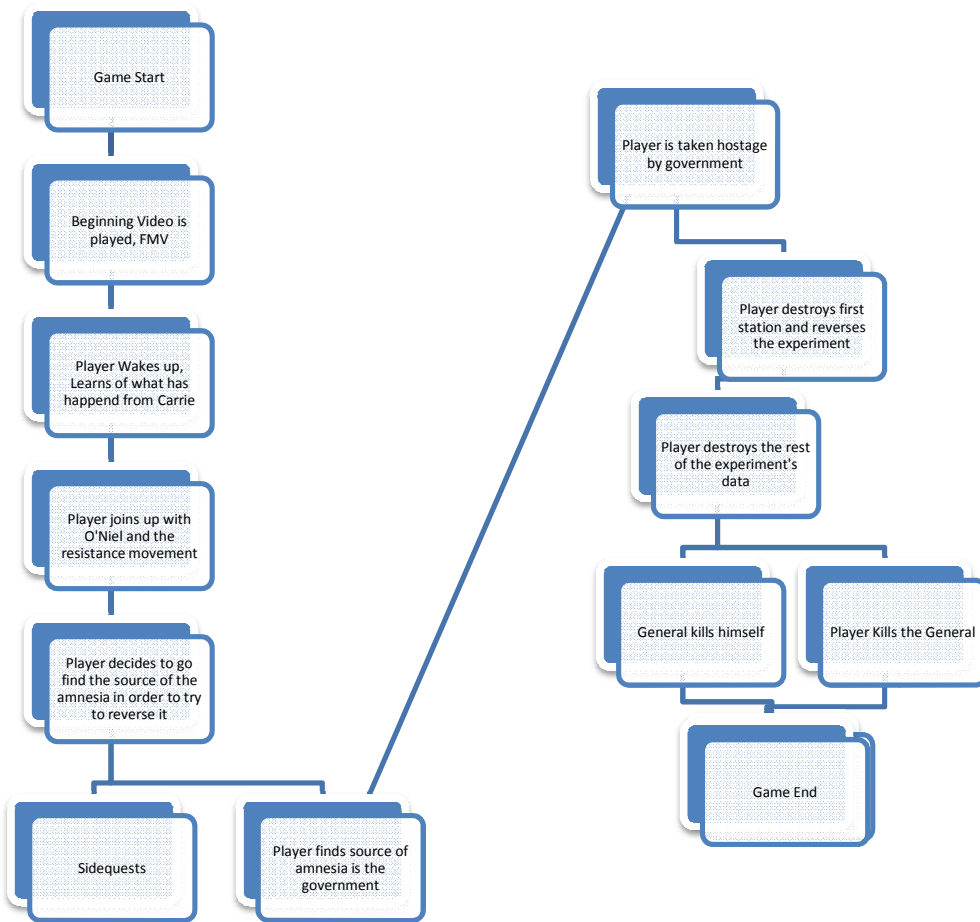 Game Start
Beginning Video is
played, FMV
Player Wakes up,
Learns of what has
happend from Carrie
Player joins up with
O'Niel and the
resistance movement
Player decides to go
find the source of the
amnesia in order to try
to reverse it
Sidequests
Player finds source of
amnesia is the
government
Player is taken hostage
by government
Player destroys first
station and reverses
the experiment
Player destroys the rest
of the experiment's
data
General kills himself
Player Kills the General
Game End